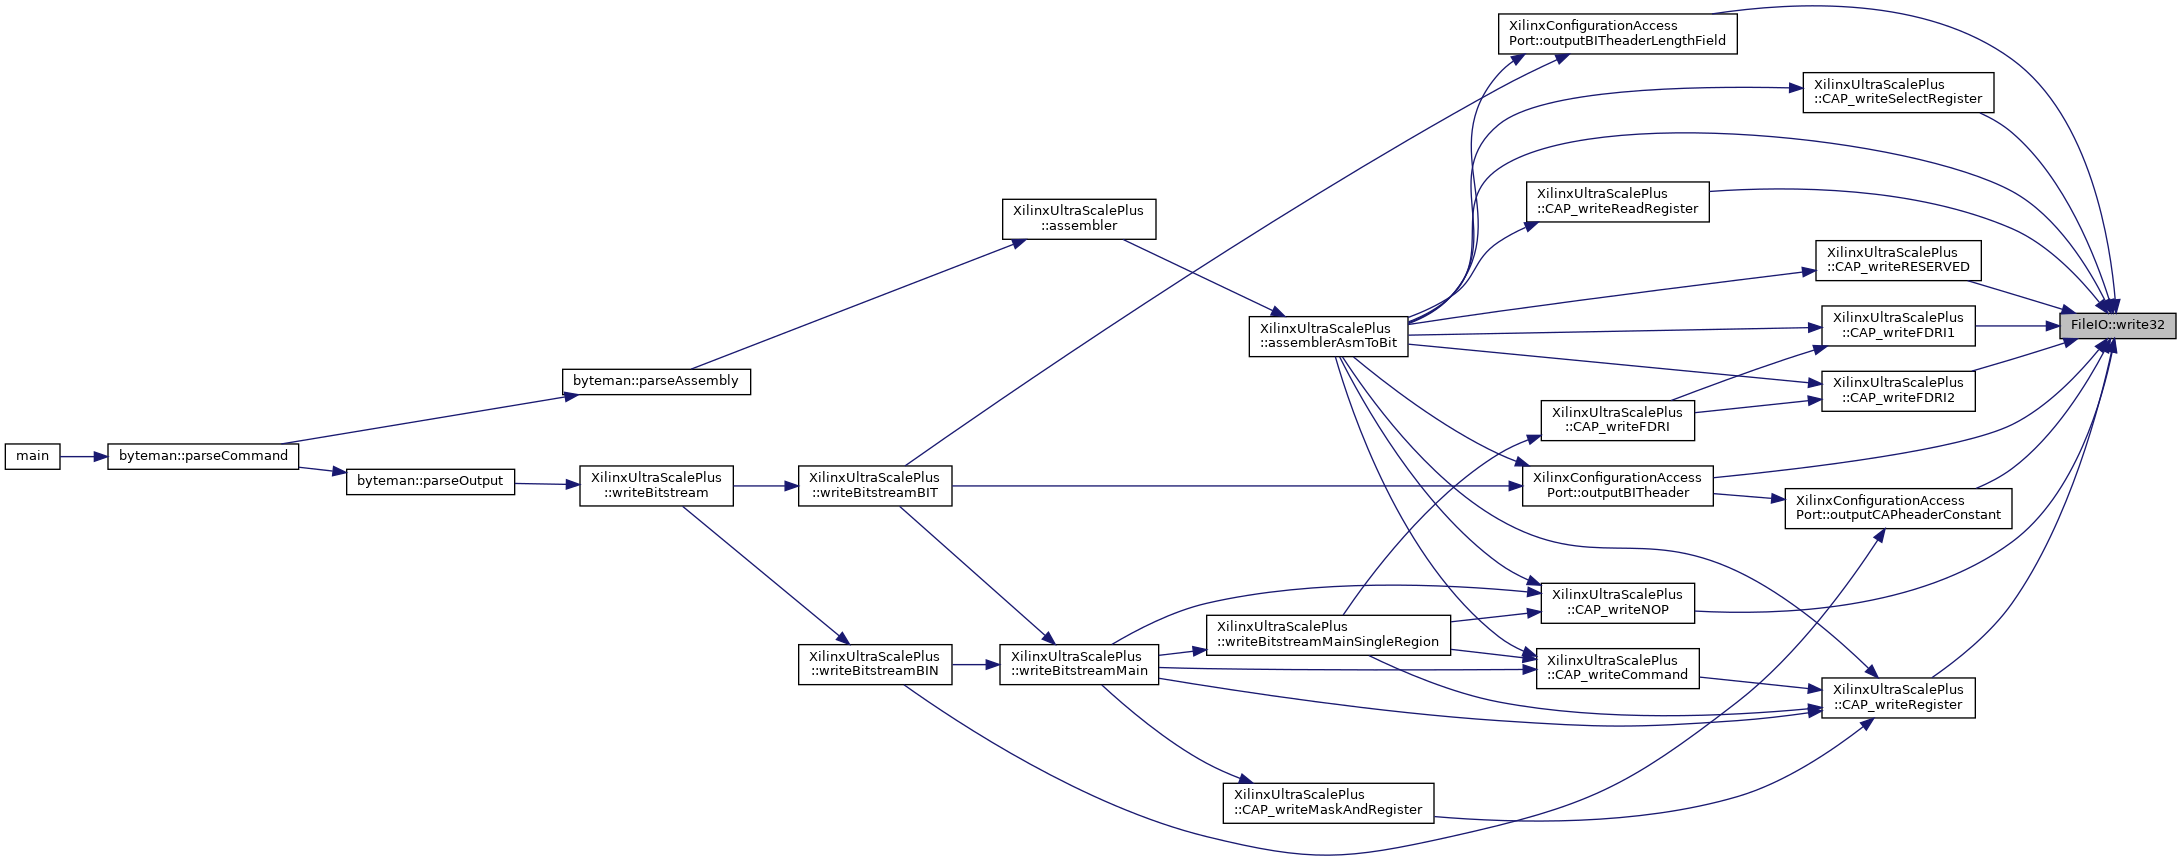 XilinxConfigurationAccess
Port::outputBITheaderLengthField
XilinxUltraScalePlus
::CAP_writeSelectRegister
XilinxUltraScalePlus
::CAP_writeReadRegister
XilinxUltraScalePlus
::assembler
XilinxUltraScalePlus
::CAP_writeRESERVED
XilinxUltraScalePlus
::CAP_writeFDRI1
FileIO::write32
XilinxUltraScalePlus
::assemblerAsmToBit
byteman::parseAssembly
XilinxUltraScalePlus
::CAP_writeFDRI2
XilinxUltraScalePlus
::CAP_writeFDRI
main
byteman::parseCommand
byteman::parseOutput
XilinxUltraScalePlus
::writeBitstream
XilinxUltraScalePlus
::writeBitstreamBIT
XilinxConfigurationAccess
Port::outputBITheader
XilinxConfigurationAccess
Port::outputCAPheaderConstant
XilinxUltraScalePlus
::CAP_writeNOP
XilinxUltraScalePlus
::writeBitstreamMainSingleRegion
XilinxUltraScalePlus
::writeBitstreamBIN
XilinxUltraScalePlus
::writeBitstreamMain
XilinxUltraScalePlus
::CAP_writeCommand
XilinxUltraScalePlus
::CAP_writeRegister
XilinxUltraScalePlus
::CAP_writeMaskAndRegister